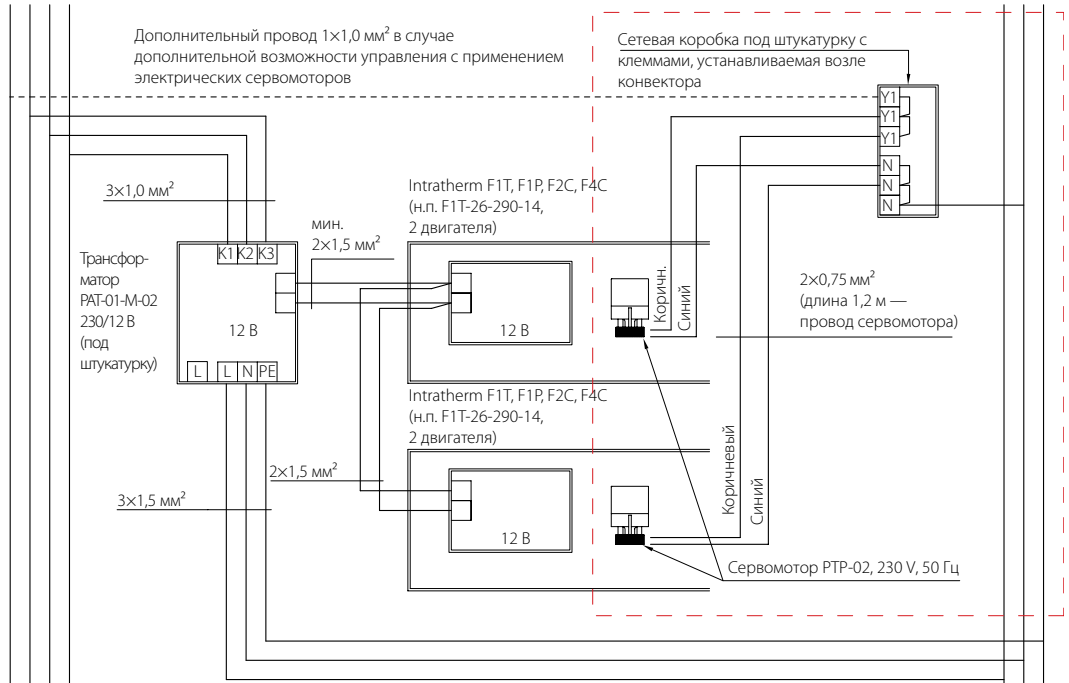 Дополнительный провод 1×1,0 мм² в случае
дополнительной возможности управления с применением
электрических сервомоторов
Сетевая коробка под штукатурку с
клеммами, устанавливаемая возле
конвектора
Y1
Y1
Y1
N
N
N
3×1,0 мм²
мин.
2×1,5 мм²
Intratherm F1T, F1P, F2C, F4C
(н.п. F1T-26-290-14,
2 двигателя)
K1 K2 K3
Трансфор-
матор
PAT-01-M-02
230/12 В
(под
штукатурку)
12 В
L L N PE
12 В
Коричн.
Синий
2×0,75 мм²
(длина 1,2 м —
провод сервомотора)
Intratherm F1T, F1P, F2C, F4C
(н.п. F1T-26-290-14,
2 двигателя)
2×1,5 мм²
3×1,5 мм²
12 В
Коричневый
Синий
Сервомотор PTP-02, 230 V, 50 Гц